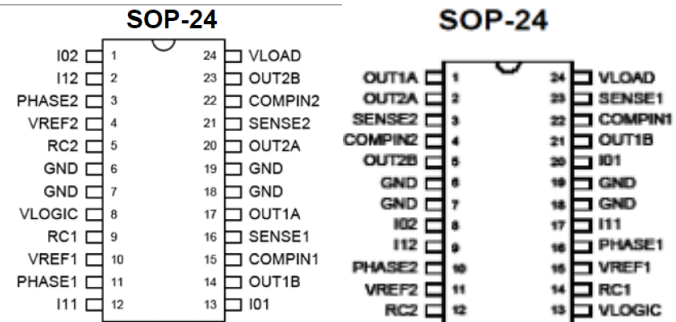 SOP-24
I02 1 24 VLOAD
I12 2 23 OUT2B
PHASE2 3 22 COMPIN2
VREF2 4 21 SENSE2
RC2 5 20 OUT2A
GND 6 19 GND
GND 7 18 GND
VLOGIC 8 17 OUT1A
RC1 9 16 SENSE1
VREF1 10 15 COMPIN1
PHASE1 11 14 OUT1B
I11 12 13 I01
SOP-24
OUT1A 1 24 VLOAD
OUT2A 2 23 SENSE1
SENSE2 3 22 COMPIN1
COMPIN2 4 21 OUT1B
OUT2B 5 20 I01
GND 6 19 GND
GND 7 18 GND
I02 8 17 I11
I12 9 16 PHASE1
PHASE2 10 15 VREF1
VREF2 11 14 RC1
RC2 12 13 VLOGIC